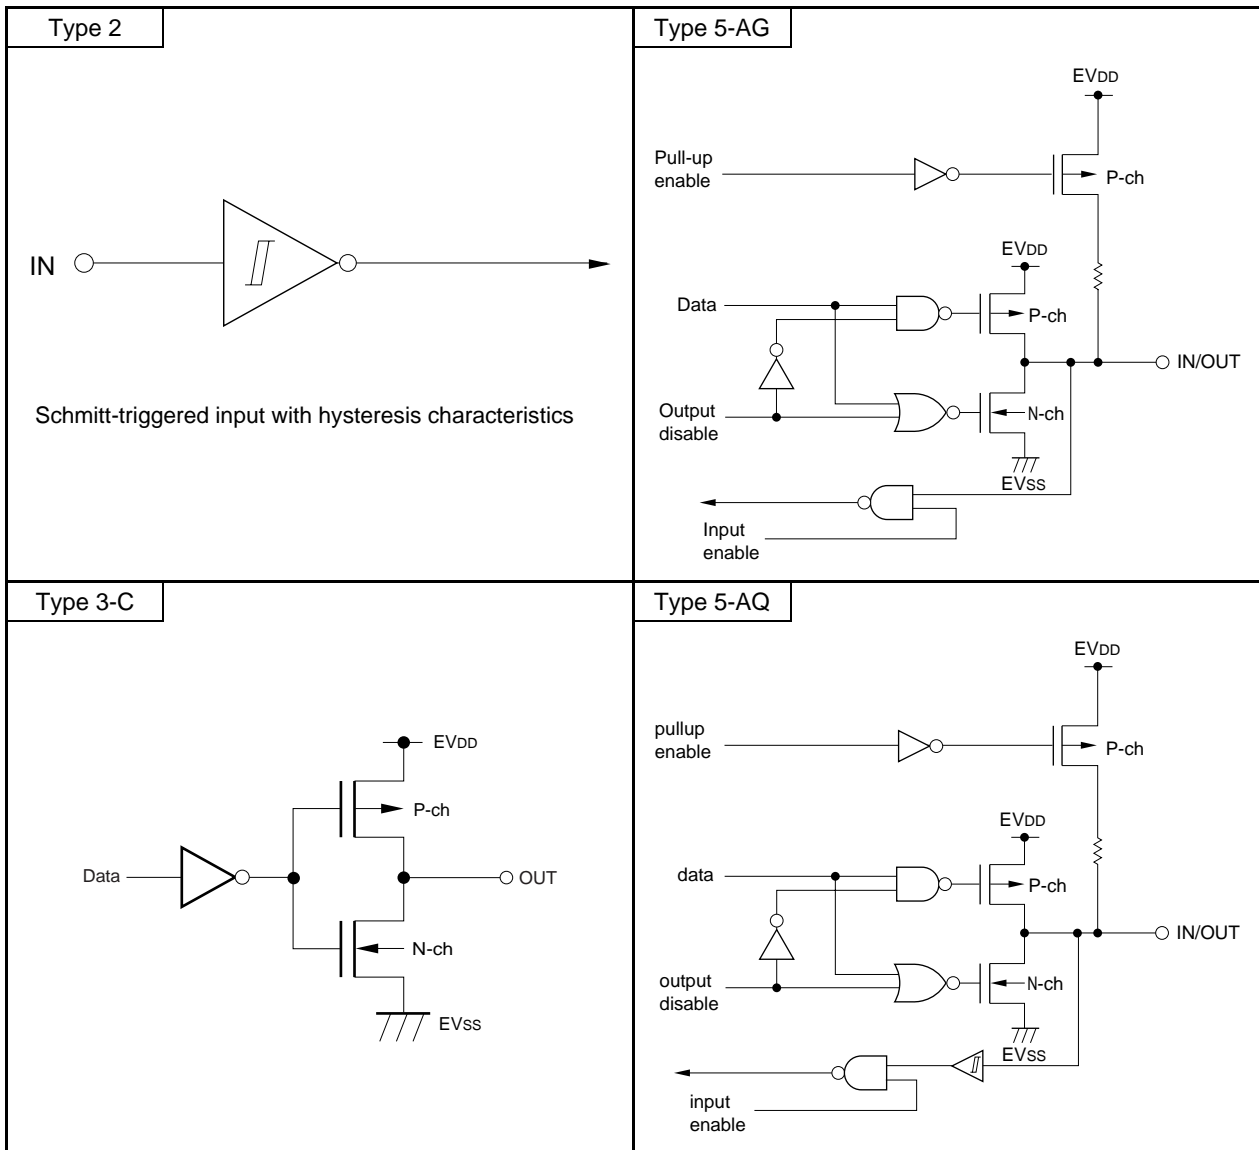 Type 2
IN
Schmitt-triggered input with hysteresis characteristics
Type 5-AG
EVDD
Pull-up
enable
P-ch
EVDD
Data
P-ch
IN/OUT
Output
disable
N-ch
EVSS
Input
enable
Type 3-C
EVDD
P-ch
Data
OUT
N-ch
EVSS
Type 5-AQ
EVDD
pullup
enable
P-ch
EVDD
data
P-ch
IN/OUT
output
disable
N-ch
EVSS
input
enable